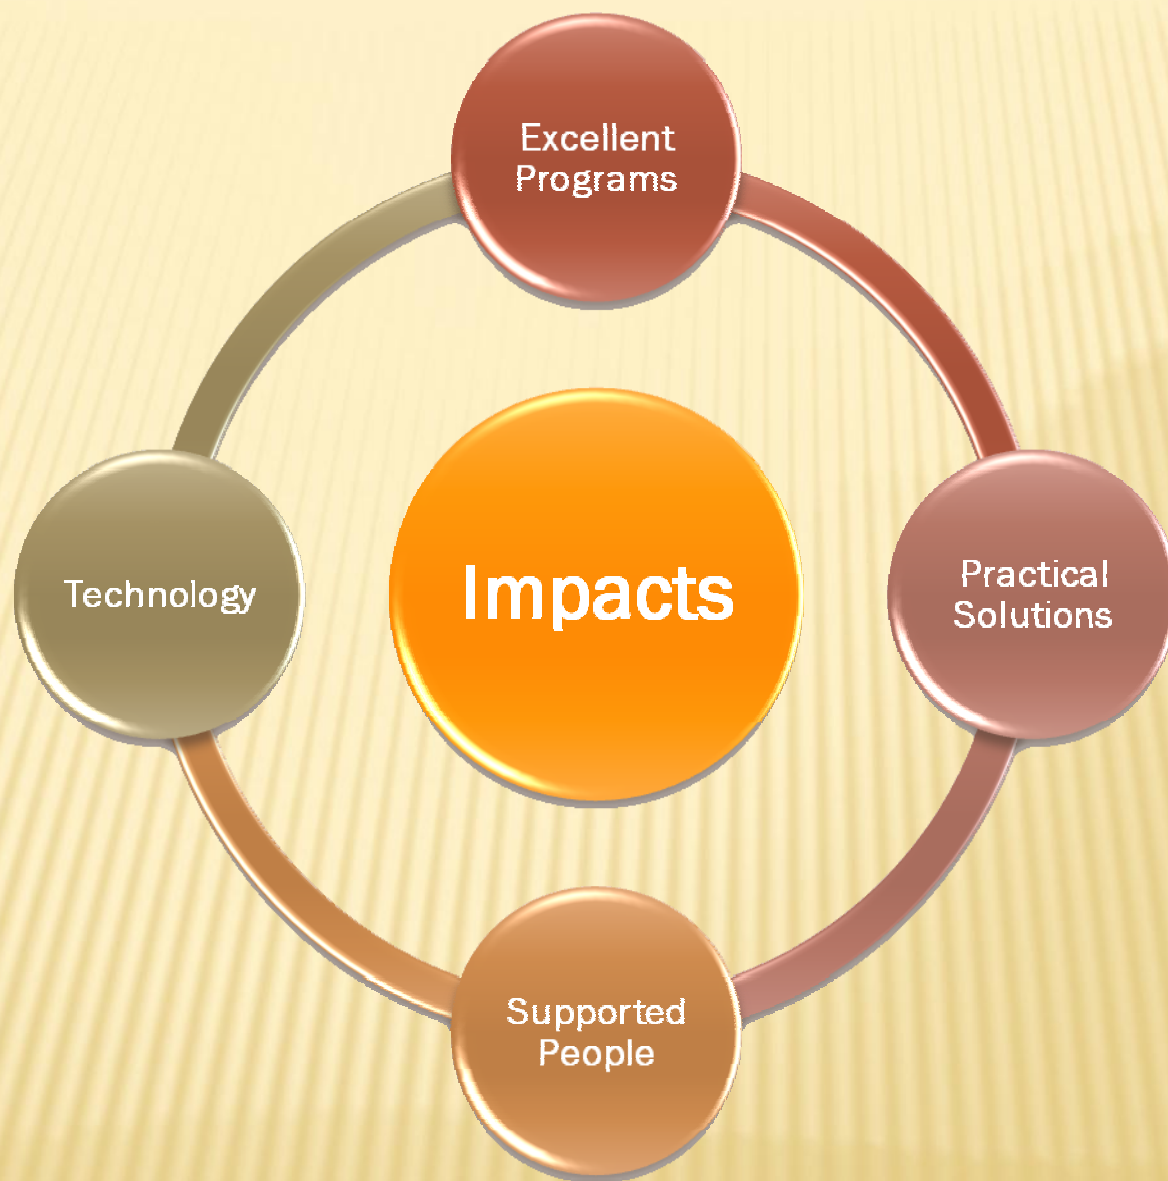 Excellent
Programs
Technology
Impacts
Practical
Solutions
Supported
People